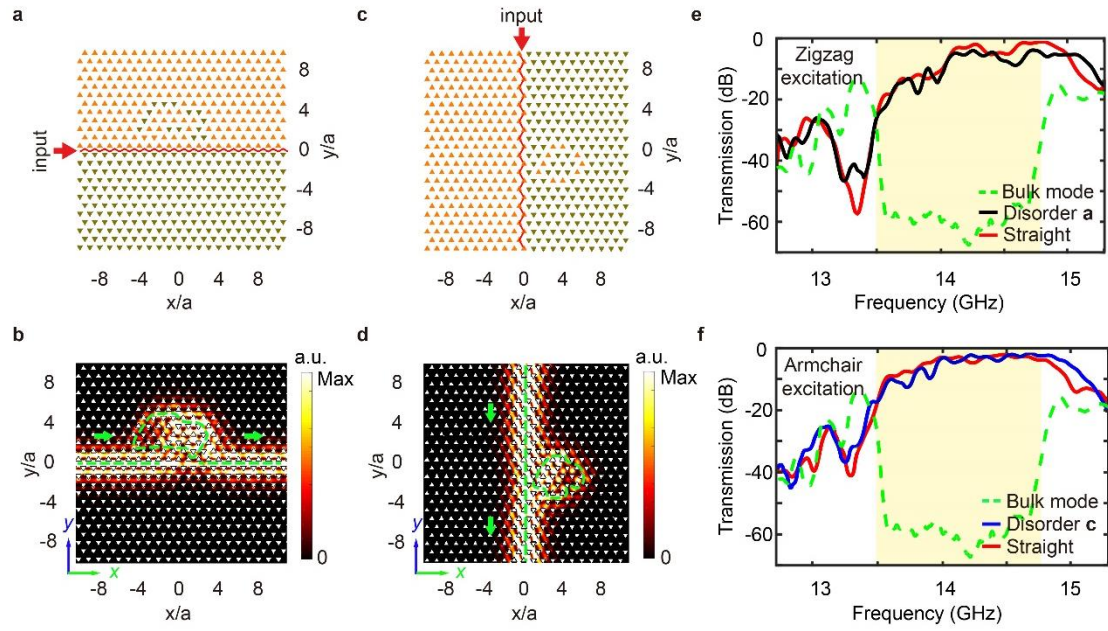 a
8
4
0
-4
-8
y/a
input
-8 -4 0 4 8
x/a
b
a.u.
Max
0
8
4
0
-4
-8
y/a
y
x
-8 -4 0 4 8
x/a
c
input
8
4
0
-4
-8
y/a
-8 -4 0 4 8
x/a
d
a.u.
Max
0
8
4
0
-4
-8
y/a
y
x
-8 -4 0 4 8
x/a
e
0
-20
-40
-60
Transmission (dB)
Zigzag
excitation
Bulk mode
Disorder a
Straight
13 14 15
Frequency (GHz)
f
0
-20
-40
-60
Transmission (dB)
Armchair
excitation
Bulk mode
Disorder c
Straight
13 14 15
Frequency (GHz)